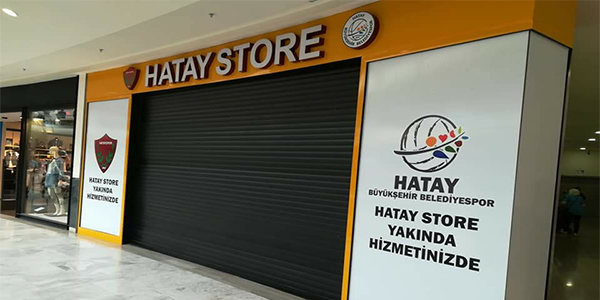 HATAY STORE
HATAY STORE
YAKINDA
HİZMETİNİZDE
HATAY
BÜYÜKŞEHİR BELEDİYESPOR
HATAY STORE
YAKINDA
HİZMETİNİZDE